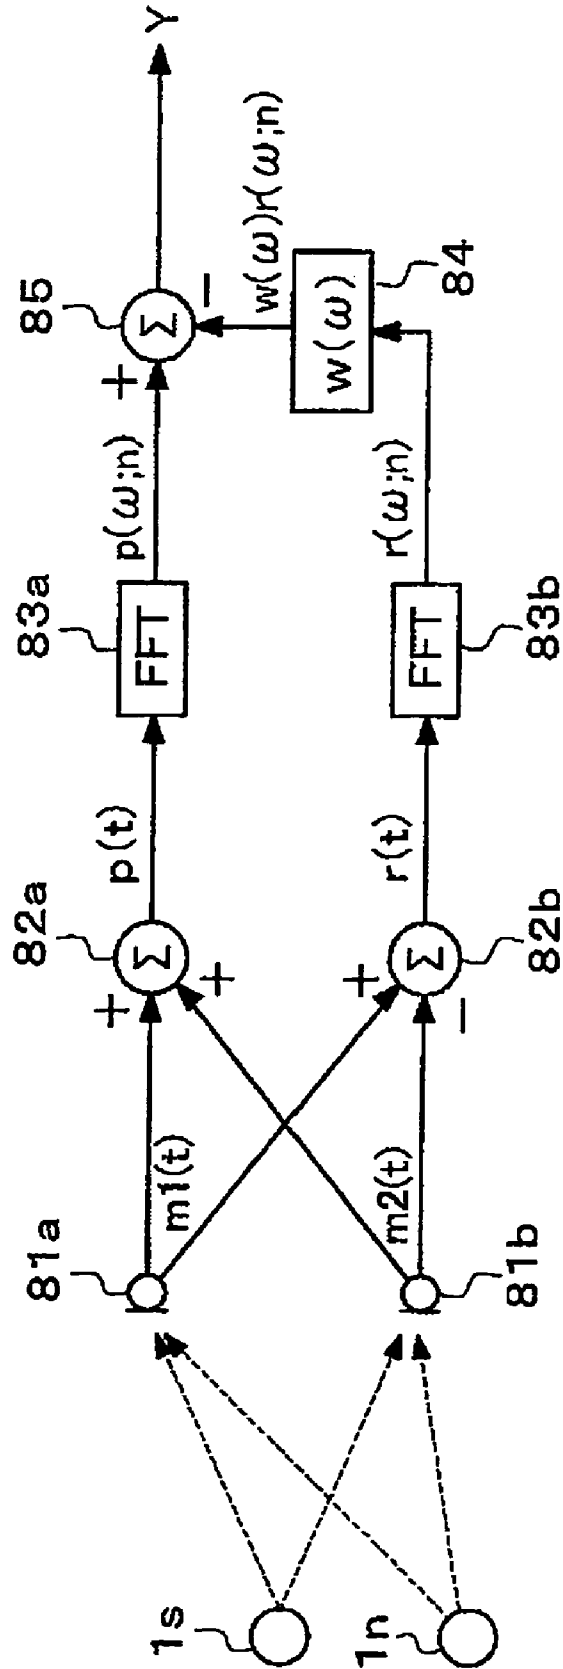 1s
1n
81a
81b
m1(t)
m2(t)
+
+
+
−
82a
Σ
82b
Σ
p(t)
r(t)
83a
FFT
83b
FFT
p(ω;n)
r(ω;n)
+
−
85
Σ
w(ω)r(ω;n)
w(ω)
84
Y